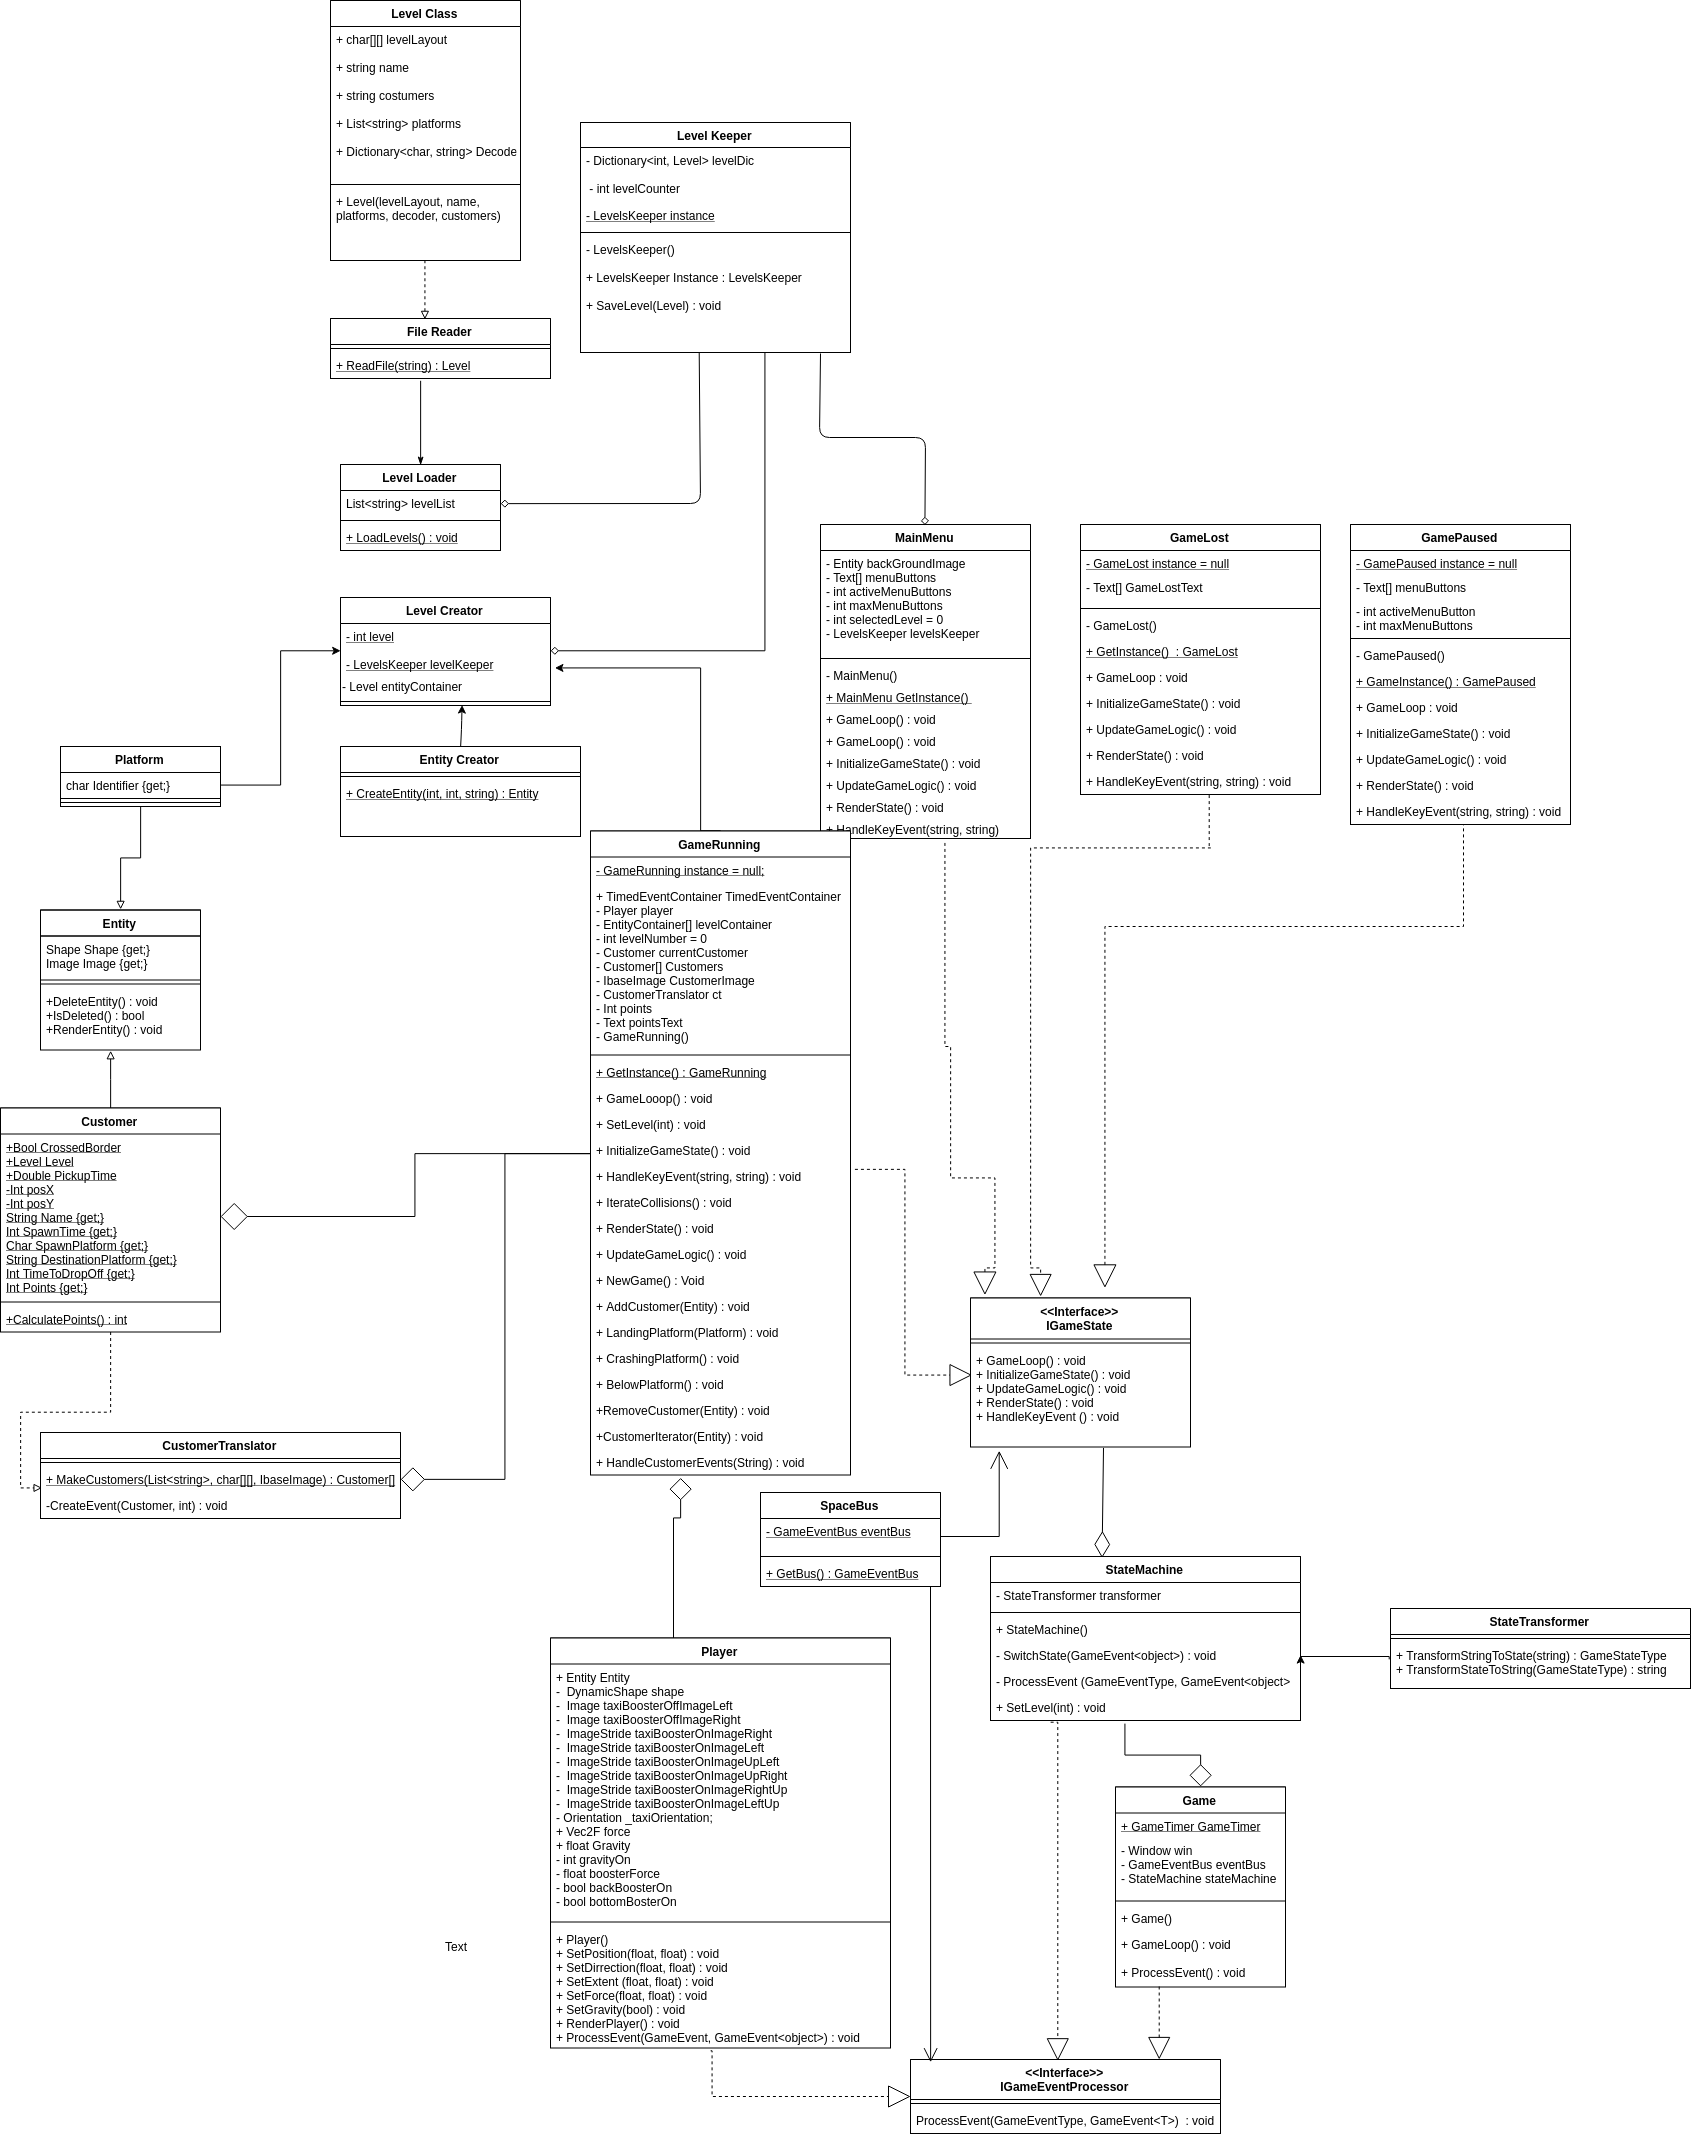 Level Class
+ char[][] levelLayout
+ string name
+ string costumers
+ List<string> platforms
+ Dictionary<char, string> Decode
+ Level(levelLayout, name,
platforms, decoder, customers)
Level Keeper
- Dictionary<int, Level> levelDic
- int levelCounter
- LevelsKeeper instance
- LevelsKeeper()
+ LevelsKeeper Instance : LevelsKeeper
+ SaveLevel(Level) : void
File Reader
+ ReadFile(string) : Level
Level Loader
List<string> levelList
+ LoadLevels() : void
Level Creator
- int level
- LevelsKeeper levelKeeper
- Level entityContainer
MainMenu
- Entity backGroundImage
- Text[] menuButtons
- int activeMenuButtons
- int maxMenuButtons
- int selectedLevel = 0
- LevelsKeeper levelsKeeper
- MainMenu()
+ MainMenu GetInstance()
+ GameLoop() : void
+ GameLoop() : void
+ InitializeGameState() : void
+ UpdateGameLogic() : void
+ RenderState() : void
+ HandleKeyEvent(string, string)
GameLost
- GameLost instance = null
- Text[] GameLostText
- GameLost()
+ GetInstance()  : GameLost
+ GameLoop : void
+ InitializeGameState() : void
+ UpdateGameLogic() : void
+ RenderState() : void
+ HandleKeyEvent(string, string) : void
GamePaused
- GamePaused instance = null
- Text[] menuButtons
- int activeMenuButton
- int maxMenuButtons
- GamePaused()
+ GameInstance() : GamePaused
+ GameLoop : void
+ InitializeGameState() : void
+ UpdateGameLogic() : void
+ RenderState() : void
+ HandleKeyEvent(string, string) : void
Platform
char Identifier {get;}
Entity Creator
+ CreateEntity(int, int, string) : Entity
Entity
Shape Shape {get;}
Image Image {get;}
+DeleteEntity() : void
+IsDeleted() : bool
+RenderEntity() : void
GameRunning
- GameRunning instance = null;
+ TimedEventContainer TimedEventContainer
- Player player
- EntityContainer[] levelContainer
- int levelNumber = 0
- Customer currentCustomer
- Customer[] Customers
- IbaseImage CustomerImage
- CustomerTranslator ct
- Int points
- Text pointsText
- GameRunning()
+ GetInstance() : GameRunning
+ GameLooop() : void
+ SetLevel(int) : void
+ InitializeGameState() : void
+ HandleKeyEvent(string, string) : void
+ IterateCollisions() : void
+ RenderState() : void
+ UpdateGameLogic() : void
+ NewGame() : Void
+ AddCustomer(Entity) : void
+ LandingPlatform(Platform) : void
+ CrashingPlatform() : void
+ BelowPlatform() : void
+RemoveCustomer(Entity) : void
+CustomerIterator(Entity) : void
+ HandleCustomerEvents(String) : void
Customer
+Bool CrossedBorder
+Level Level
+Double PickupTime
-Int posX
-Int posY
String Name {get;}
Int SpawnTime {get;}
Char SpawnPlatform {get;}
String DestinationPlatform {get;}
Int TimeToDropOff {get;}
Int Points {get;}
+CalculatePoints() : int
CustomerTranslator
+ MakeCustomers(List<string>, char[][], IbaseImage) : Customer[]
-CreateEvent(Customer, int) : void
<<Interface>>
IGameState
+ GameLoop() : void
+ InitializeGameState() : void
+ UpdateGameLogic() : void
+ RenderState() : void
+ HandleKeyEvent () : void
SpaceBus
- GameEventBus eventBus
+ GetBus() : GameEventBus
StateMachine
- StateTransformer transformer
+ StateMachine()
- SwitchState(GameEvent<object>) : void
- ProcessEvent (GameEventType, GameEvent<object>
+ SetLevel(int) : void
StateTransformer
+ TransformStringToState(string) : GameStateType
+ TransformStateToString(GameStateType) : string
Player
+ Entity Entity
-  DynamicShape shape
-  Image taxiBoosterOffImageLeft
-  Image taxiBoosterOffImageRight
-  ImageStride taxiBoosterOnImageRight
-  ImageStride taxiBoosterOnImageLeft
-  ImageStride taxiBoosterOnImageUpLeft
-  ImageStride taxiBoosterOnImageUpRight
-  ImageStride taxiBoosterOnImageRightUp
-  ImageStride taxiBoosterOnImageLeftUp
- Orientation _taxiOrientation;
+ Vec2F force
+ float Gravity
- int gravityOn
- float boosterForce
- bool backBoosterOn
- bool bottomBosterOn
+ Player()
+ SetPosition(float, float) : void
+ SetDirrection(float, float) : void
+ SetExtent (float, float) : void
+ SetForce(float, float) : void
+ SetGravity(bool) : void
+ RenderPlayer() : void
+ ProcessEvent(GameEvent, GameEvent<object>) : void
Text
Game
+ GameTimer GameTimer
- Window win
- GameEventBus eventBus
- StateMachine stateMachine
+ Game()
+ GameLoop() : void
+ ProcessEvent() : void
<<Interface>>
IGameEventProcessor
ProcessEvent(GameEventType, GameEvent<T>)  : void